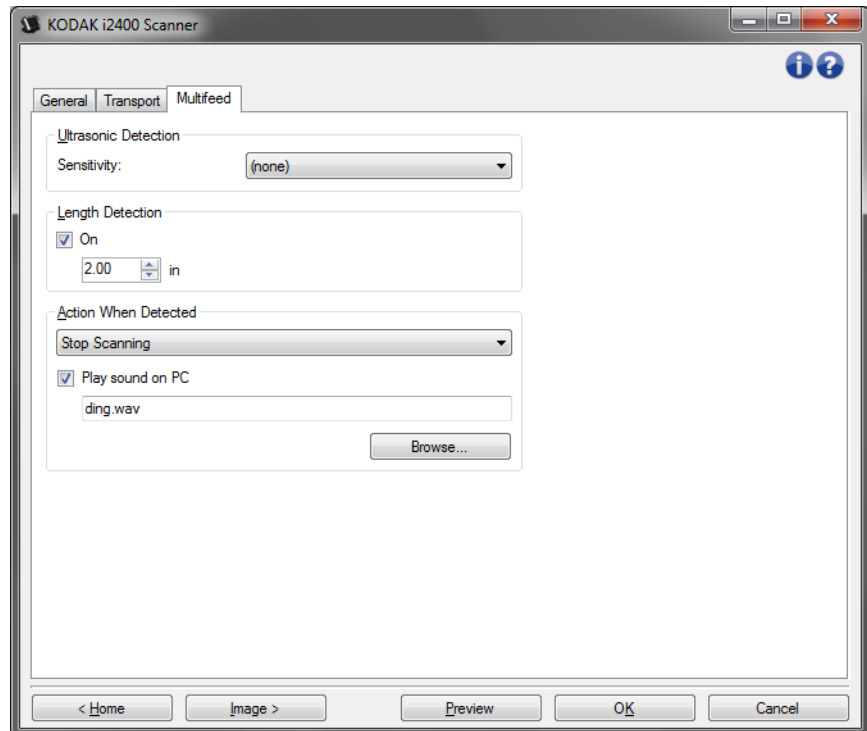 KODAK i2400 Scanner
General Transport Multifeed
Ultrasonic Detection
Sensitivity: (none)
Length Detection
On
2.00 in
Action When Detected
Stop Scanning
Play sound on PC
ding.wav
Browse...
< Home Image > Preview OK Cancel